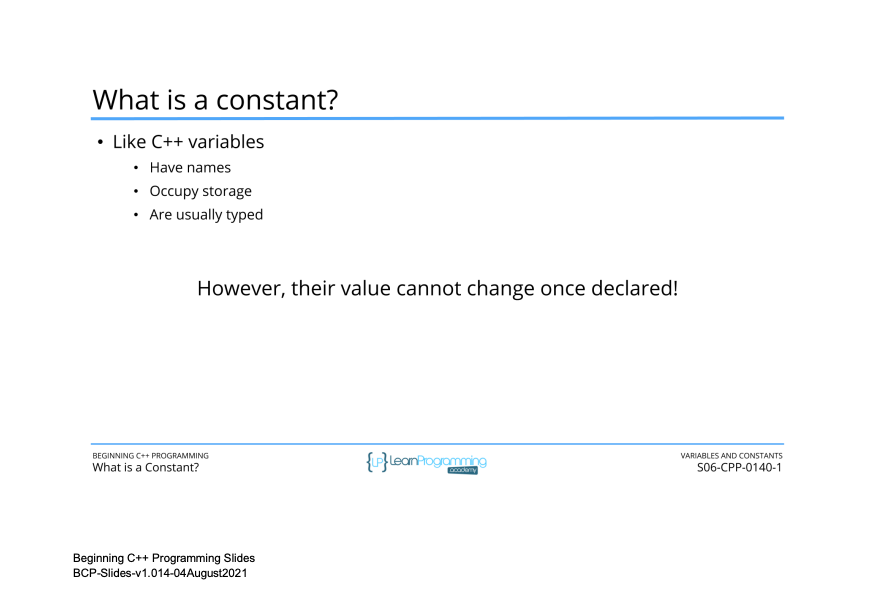 What is a constant?
• Like C++ variables
• Have names
• Occupy storage
• Are usually typed
However, their value cannot change once declared!
BEGINNING C++ PROGRAMMING
What is a Constant?
{LP} LearnProgramming
academy
VARIABLES AND CONSTANTS
S06-CPP-0140-1
Beginning C++ Programming Slides
BCP-Slides-v1.014-04August2021